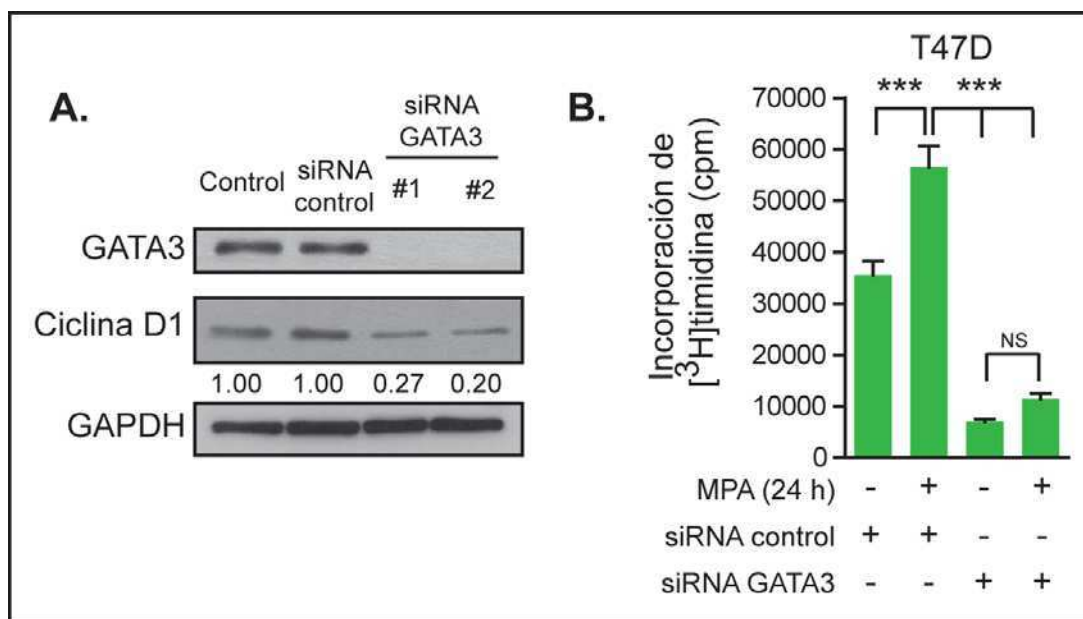 A.
siRNA
GATA3
Control
siRNA
control
#1
#2
GATA3
Ciclina D1
1.00 1.00 0.27 0.20
GAPDH
B.
T47D
*** ***
Incorporación de
[³H]timidina (cpm)
70000
60000
50000
40000
30000
20000
10000
0
NS
MPA (24 h) - + - +
siRNA control + + - -
siRNA GATA3 - - + +